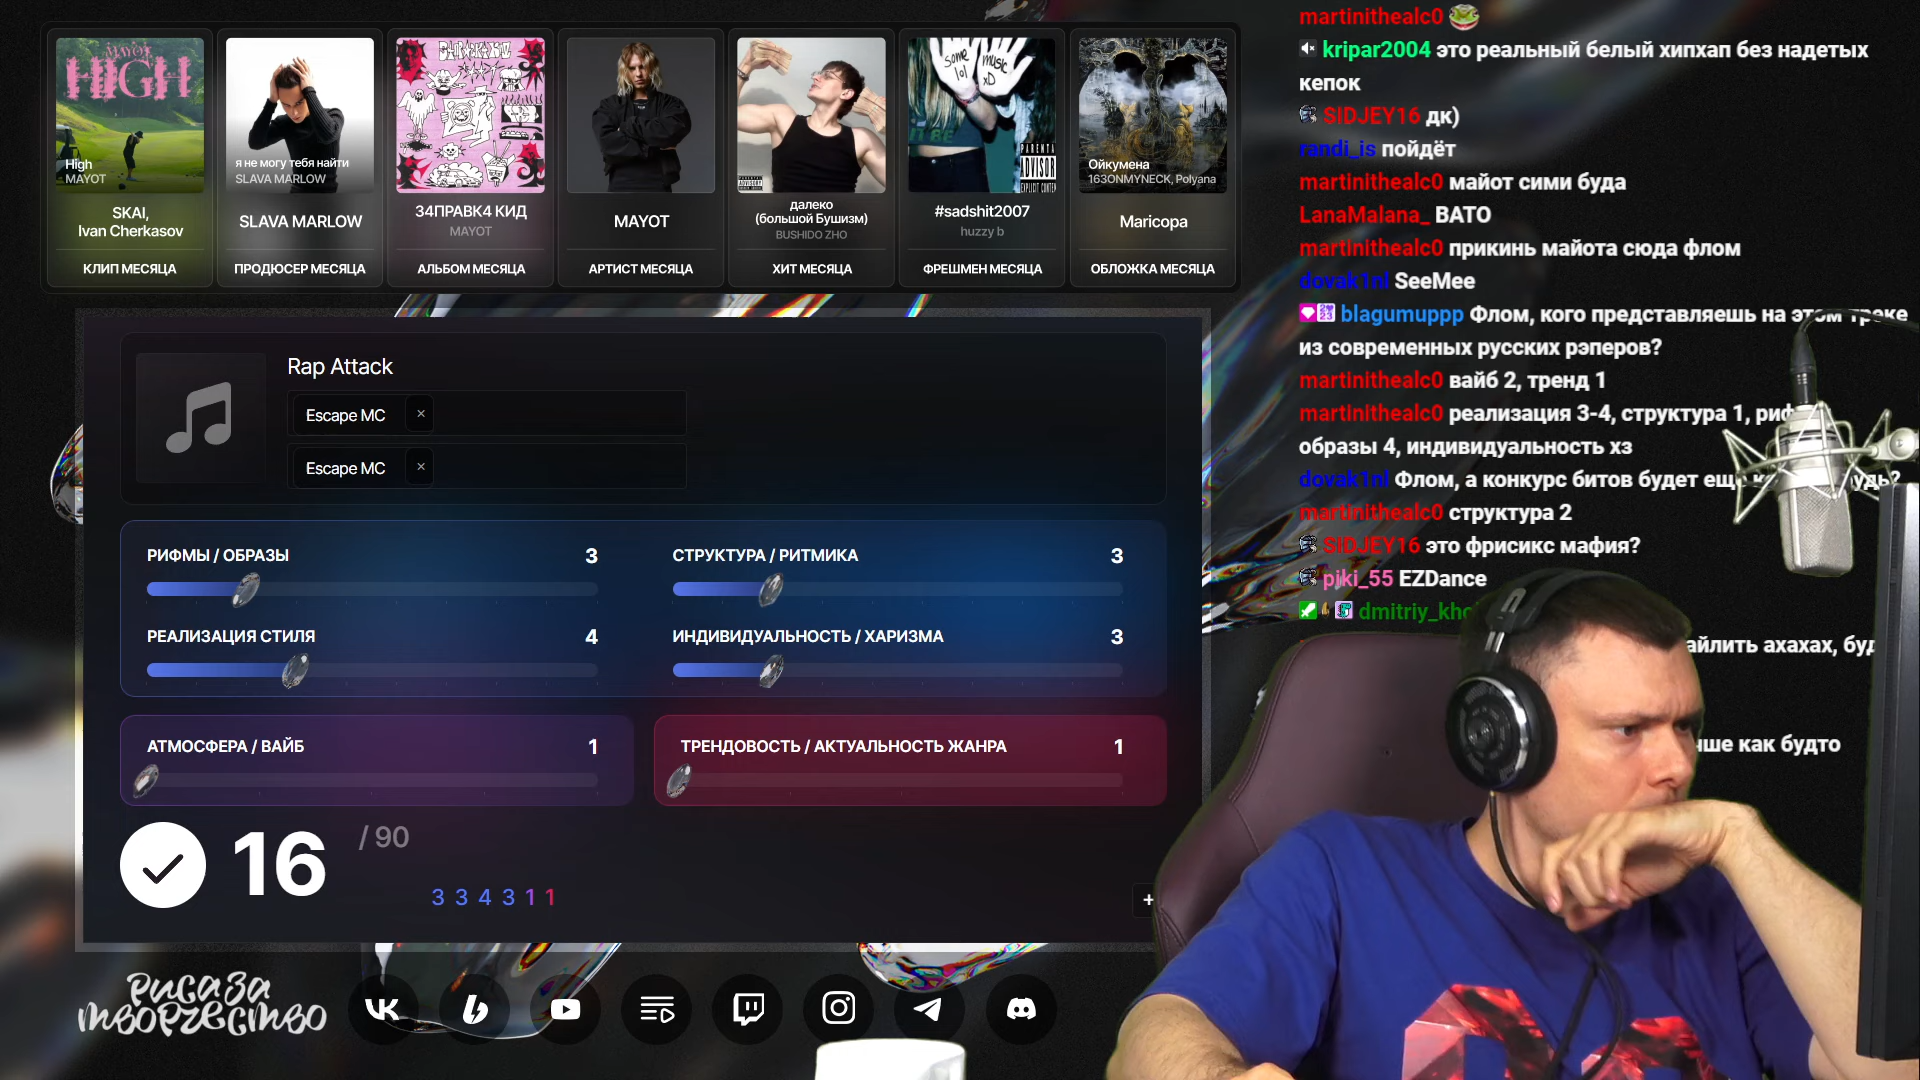 MAYOT
HIGH
High
MAYOT
SKAI,
Ivan Cherkasov
КЛИП МЕСЯЦА
я не могу тебя найти
SLAVA MARLOW
SLAVA MARLOW
ПРОДЮСЕР МЕСЯЦА
34ПРАВК4 КИД
MAYOT
АЛЬБОМ МЕСЯЦА
MAYOT
АРТИСТ МЕСЯЦА
далеко
(большой Бушизм)
BUSHIDO ZHO
ХИТ МЕСЯЦА
some music
lol xD
#sadshit2007
huzzy b
ФРЕШМЕН МЕСЯЦА
Ойкумена
163ONMYNECK, Polyana
Maricopa
ОБЛОЖКА МЕСЯЦА
Rap Attack
Escape MC ×
Escape MC ×
РИФМЫ / ОБРАЗЫ 3
СТРУКТУРА / РИТМИКА 3
РЕАЛИЗАЦИЯ СТИЛЯ 4
ИНДИВИДУАЛЬНОСТЬ / ХАРИЗМА 3
АТМОСФЕРА / ВАЙБ 1
ТРЕНДОВОСТЬ / АКТУАЛЬНОСТЬ ЖАНРА 1
16 / 90
3 3 4 3 1 1
+
РИСАЗА
ТВОРЧЕСТВО
martinithealc0
kripar2004 это реальный белый хипхап без надетых
кепок
SIDJEY16 дк)
randi_is пойдёт
martinithealc0 майот сими буда
LanaMalana_ ВАТО
martinithealc0 прикинь майота сюда флом
dovak1nl SeeMee
blagumuppp Флом, кого представляешь на этом треке
из современных русских рэперов?
martinithealc0 вайб 2, тренд 1
martinithealc0 реализация 3-4, структура 1,
образы 4, индивидуальность хз
dovak1nl Флом, а конкурс битов будет
martinithealc0 структура 2
SIDJEY16 это фрисикс мафия?
pjki_55 EZDance
ахахах,
как будто